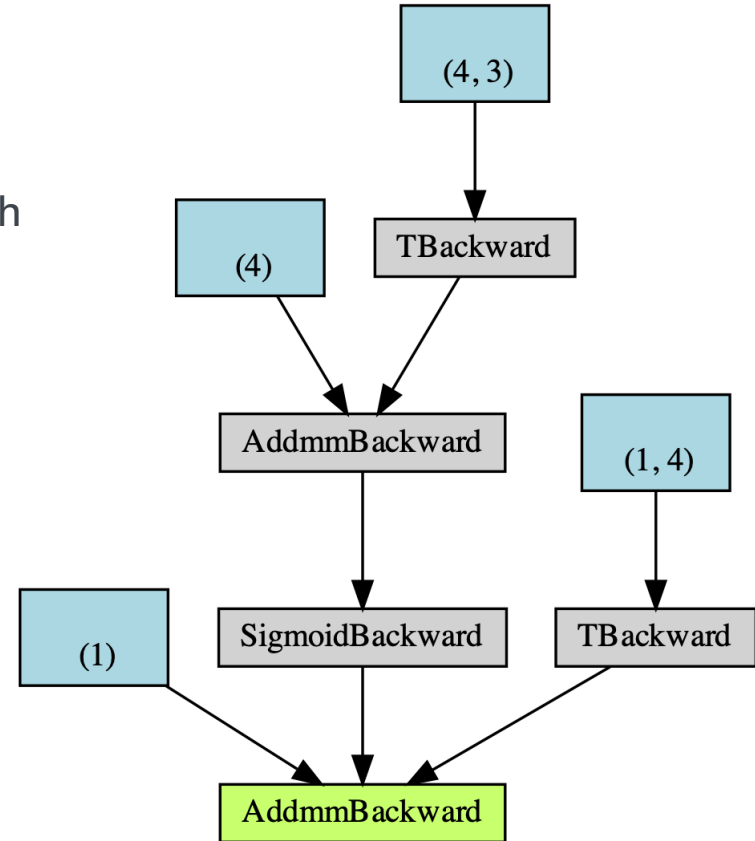 (4, 3)
h
(4)
TBackward
AddmmBackward
(1, 4)
(1)
SigmoidBackward
TBackward
AddmmBackward